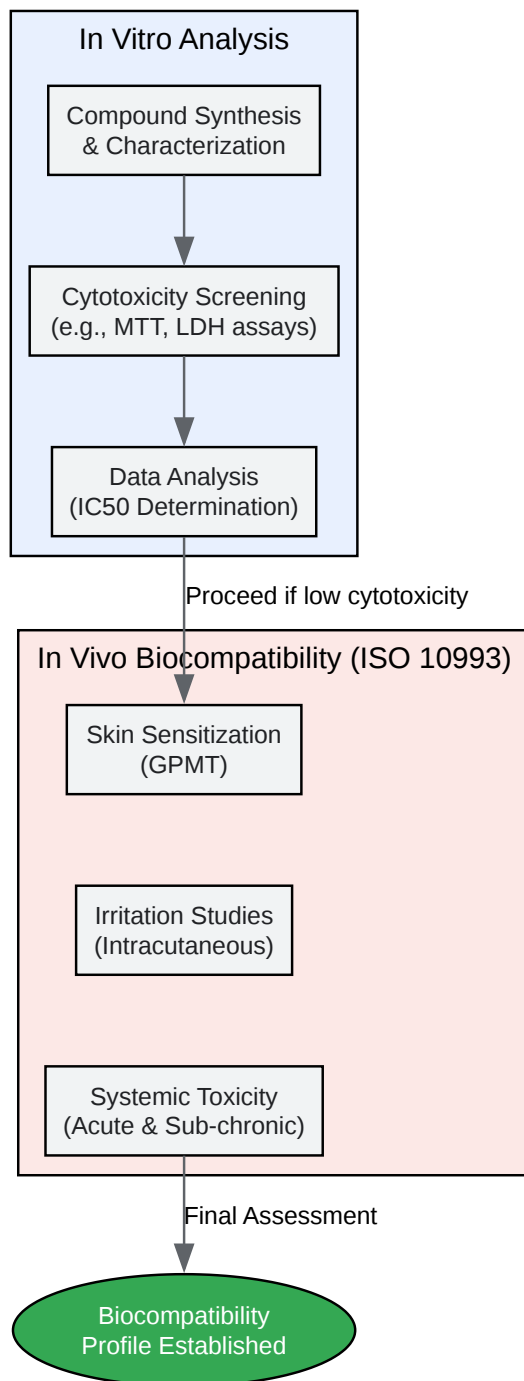 In Vitro Analysis
Compound Synthesis
& Characterization
Cytotoxicity Screening
(e.g., MTT, LDH assays)
Data Analysis
(IC50 Determination)
Proceed if low cytotoxicity
In Vivo Biocompatibility (ISO 10993)
Skin Sensitization
(GPMT)
Irritation Studies
(Intracutaneous)
Systemic Toxicity
(Acute & Sub-chronic)
Final Assessment
Biocompatibility
Profile Established